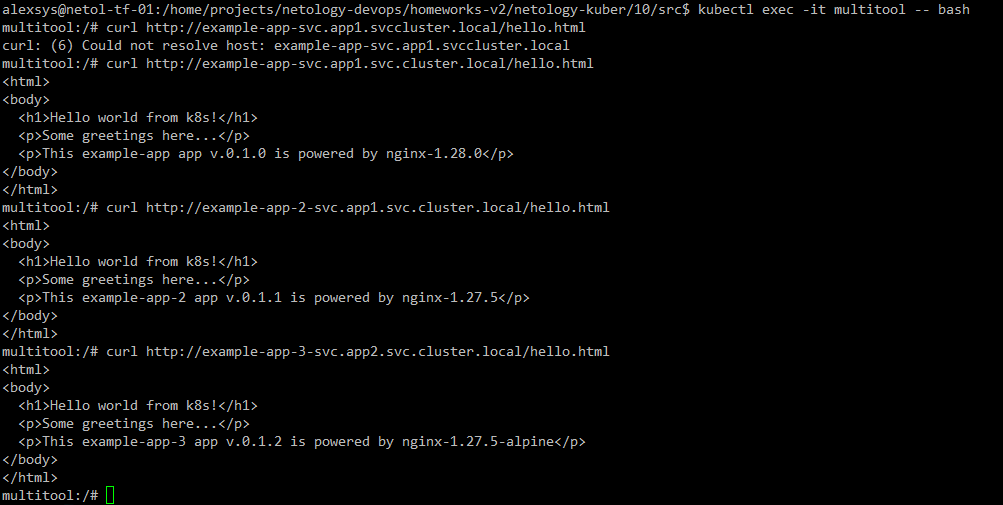 alexsys@netol-tf-01:/home/projects/netology-devops/homeworks-v2/netology-kuber/10/src$ kubectl exec -it multitool -- bash
multitool:/# curl http://example-app-svc.app1.svccluster.local/hello.html
curl: (6) Could not resolve host: example-app-svc.app1.svccluster.local
multitool:/# curl http://example-app-svc.app1.svc.cluster.local/hello.html
<html>
<body>
  <h1>Hello world from k8s!</h1>
  <p>Some greetings here...</p>
  <p>This example-app app v.0.1.0 is powered by nginx-1.28.0</p>
</body>
</html>
multitool:/# curl http://example-app-2-svc.app1.svc.cluster.local/hello.html
<html>
<body>
  <h1>Hello world from k8s!</h1>
  <p>Some greetings here...</p>
  <p>This example-app-2 app v.0.1.1 is powered by nginx-1.27.5</p>
</body>
</html>
multitool:/# curl http://example-app-3-svc.app2.svc.cluster.local/hello.html
<html>
<body>
  <h1>Hello world from k8s!</h1>
  <p>Some greetings here...</p>
  <p>This example-app-3 app v.0.1.2 is powered by nginx-1.27.5-alpine</p>
</body>
</html>
multitool:/#